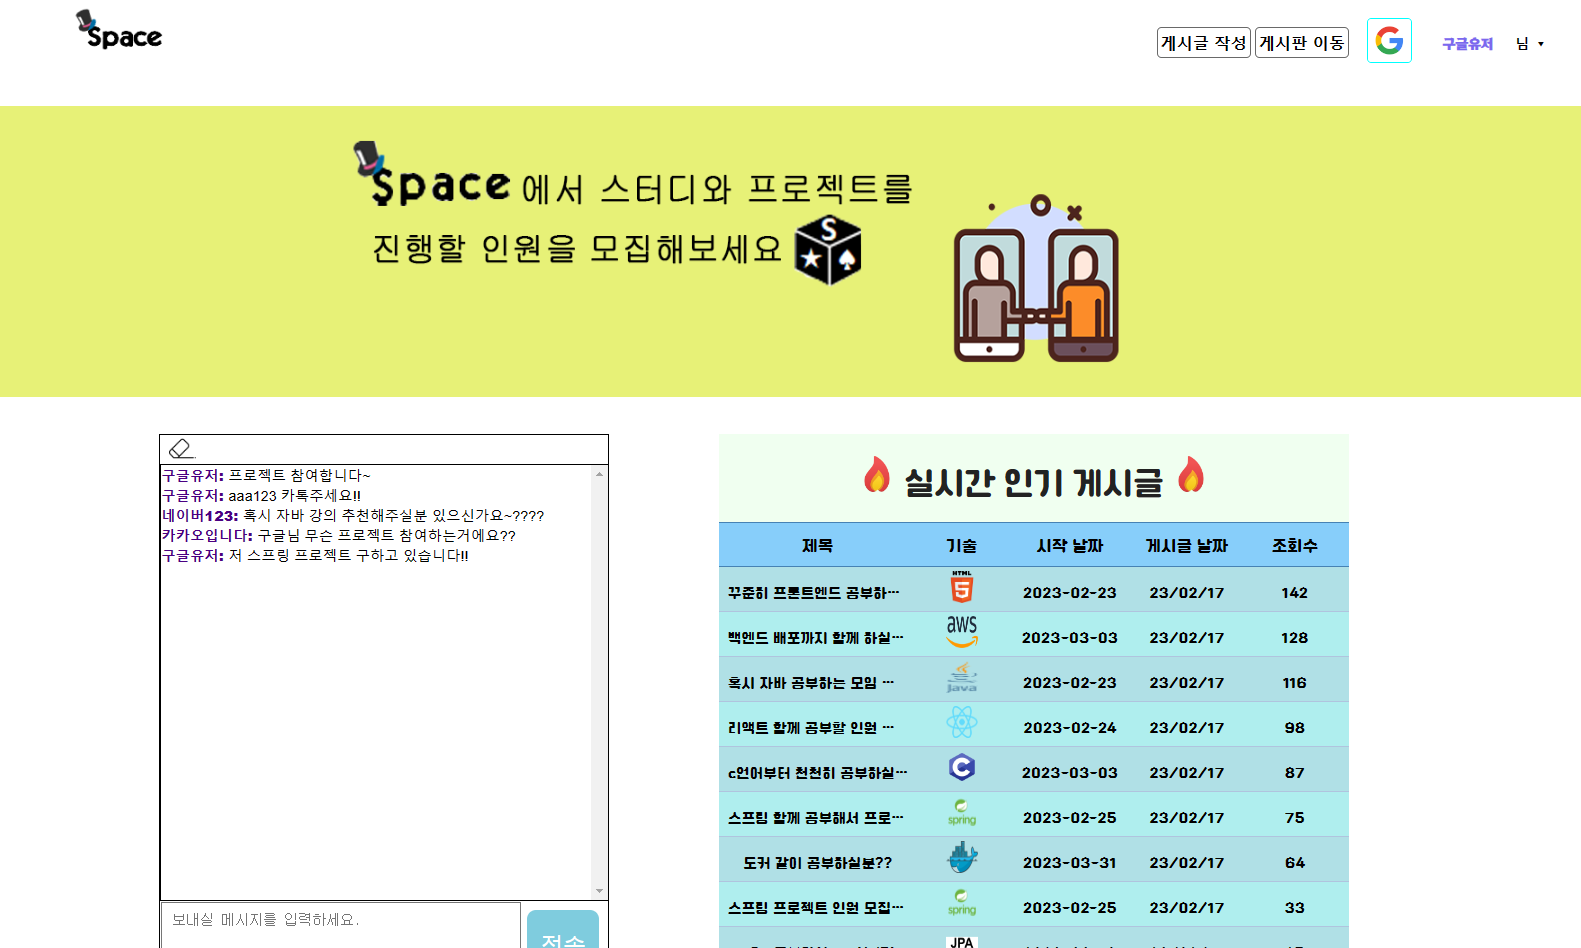 Space
게시글 작성 게시판 이동 구글유저 님
Space 에서 스터디와 프로젝트를
진행할 인원을 모집해보세요 S
구글유저: 프로젝트 참여합니다~
구글유저: aaa123 카톡주세요!!
네이버123: 혹시 자바 강의 추천해주실분 있으신가요~????
카카오입니다: 구글님 무슨 프로젝트 참여하는거에요??
구글유저: 저 스프링 프로젝트 구하고 있습니다!!
보내실 메시지를 입력하세요.
전송
실시간 인기 게시글
제목 기술 시작 날짜 게시글 날짜 조회수
꾸준히 프론트엔드 공부하… HTML 5 2023-02-23 23/02/17 142
백엔드 배포까지 함께 하실… aws 2023-03-03 23/02/17 128
혹시 자바 공부하는 모임 … java 2023-02-23 23/02/17 116
리액트 함께 공부할 인원 … 2023-02-24 23/02/17 98
c언어부터 천천히 공부하실… C 2023-03-03 23/02/17 87
스프링 함께 공부해서 프로… spring 2023-02-25 23/02/17 75
도커 같이 공부하실분?? 2023-03-31 23/02/17 64
스프링 프로젝트 인원 모집… spring 2023-02-25 23/02/17 33
JPA